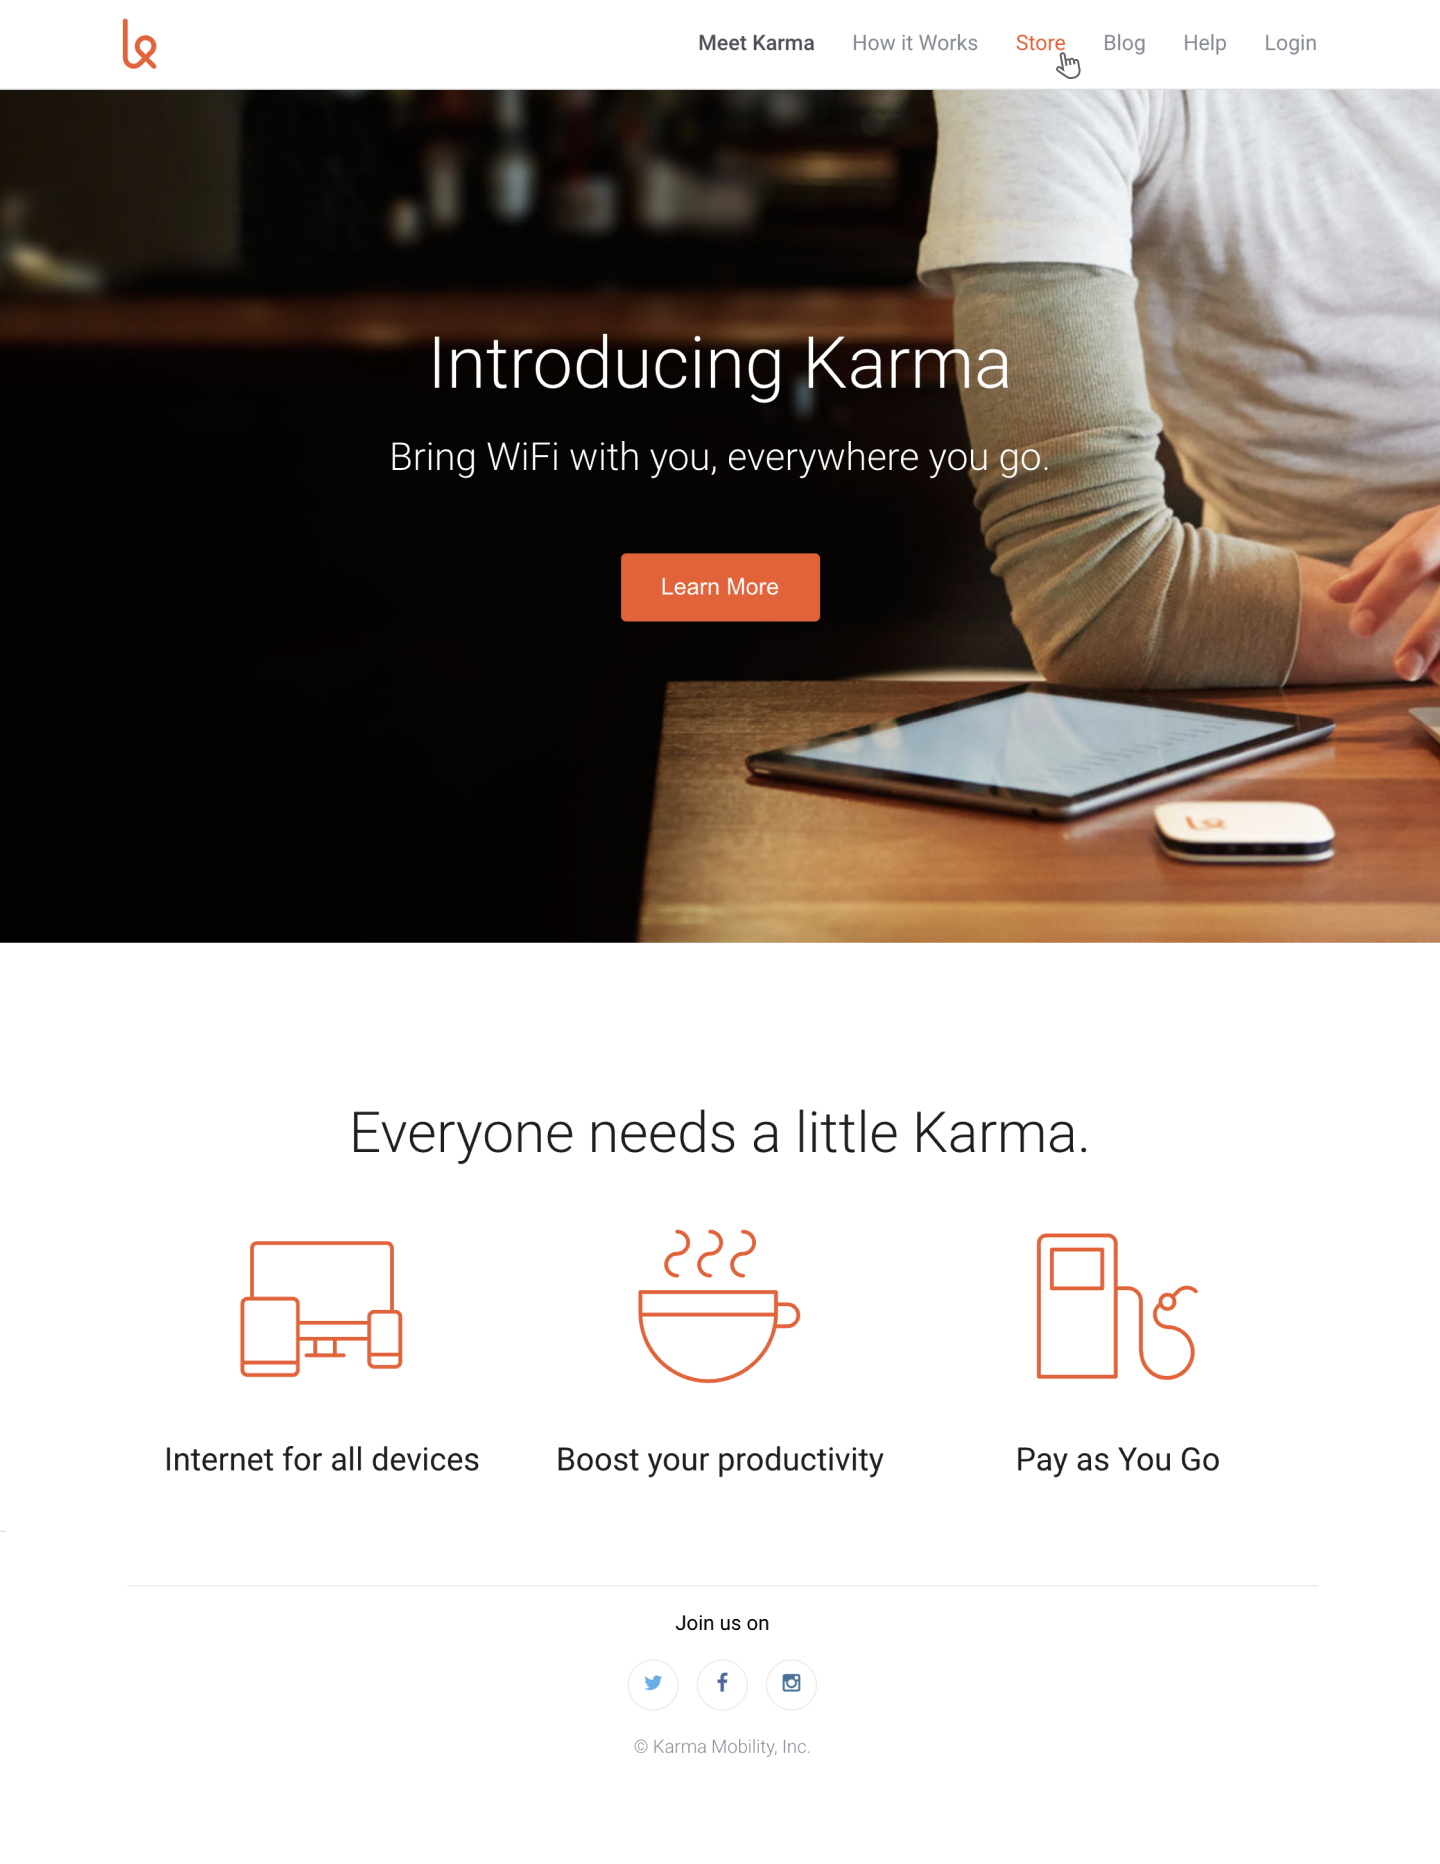 Meet Karma How it Works Store Blog Help Login
Introducing Karma
Bring WiFi with you, everywhere you go.
Learn More
Everyone needs a little Karma.
Internet for all devices Boost your productivity Pay as You Go
Join us on
© Karma Mobility, Inc.